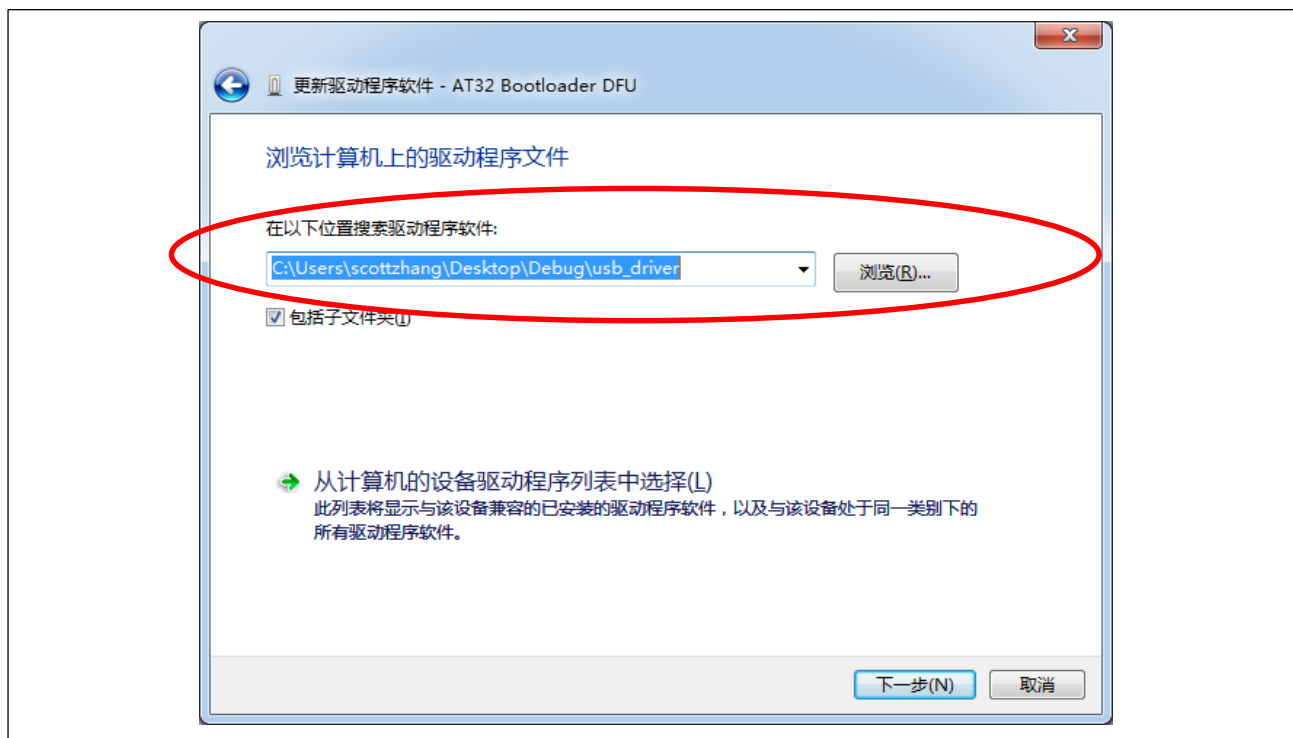 更新驱动程序软件 - AT32 Bootloader DFU
浏览计算机上的驱动程序文件
在以下位置搜索驱动程序软件:
C:\Users\scottzhang\Desktop\Debug\usb_driver
浏览(R)...
包括子文件夹(I)
从计算机的设备驱动程序列表中选择(L)
此列表将显示与该设备兼容的已安装的驱动程序软件，以及与该设备处于同一类别下的
所有驱动程序软件。
下一步(N)
取消